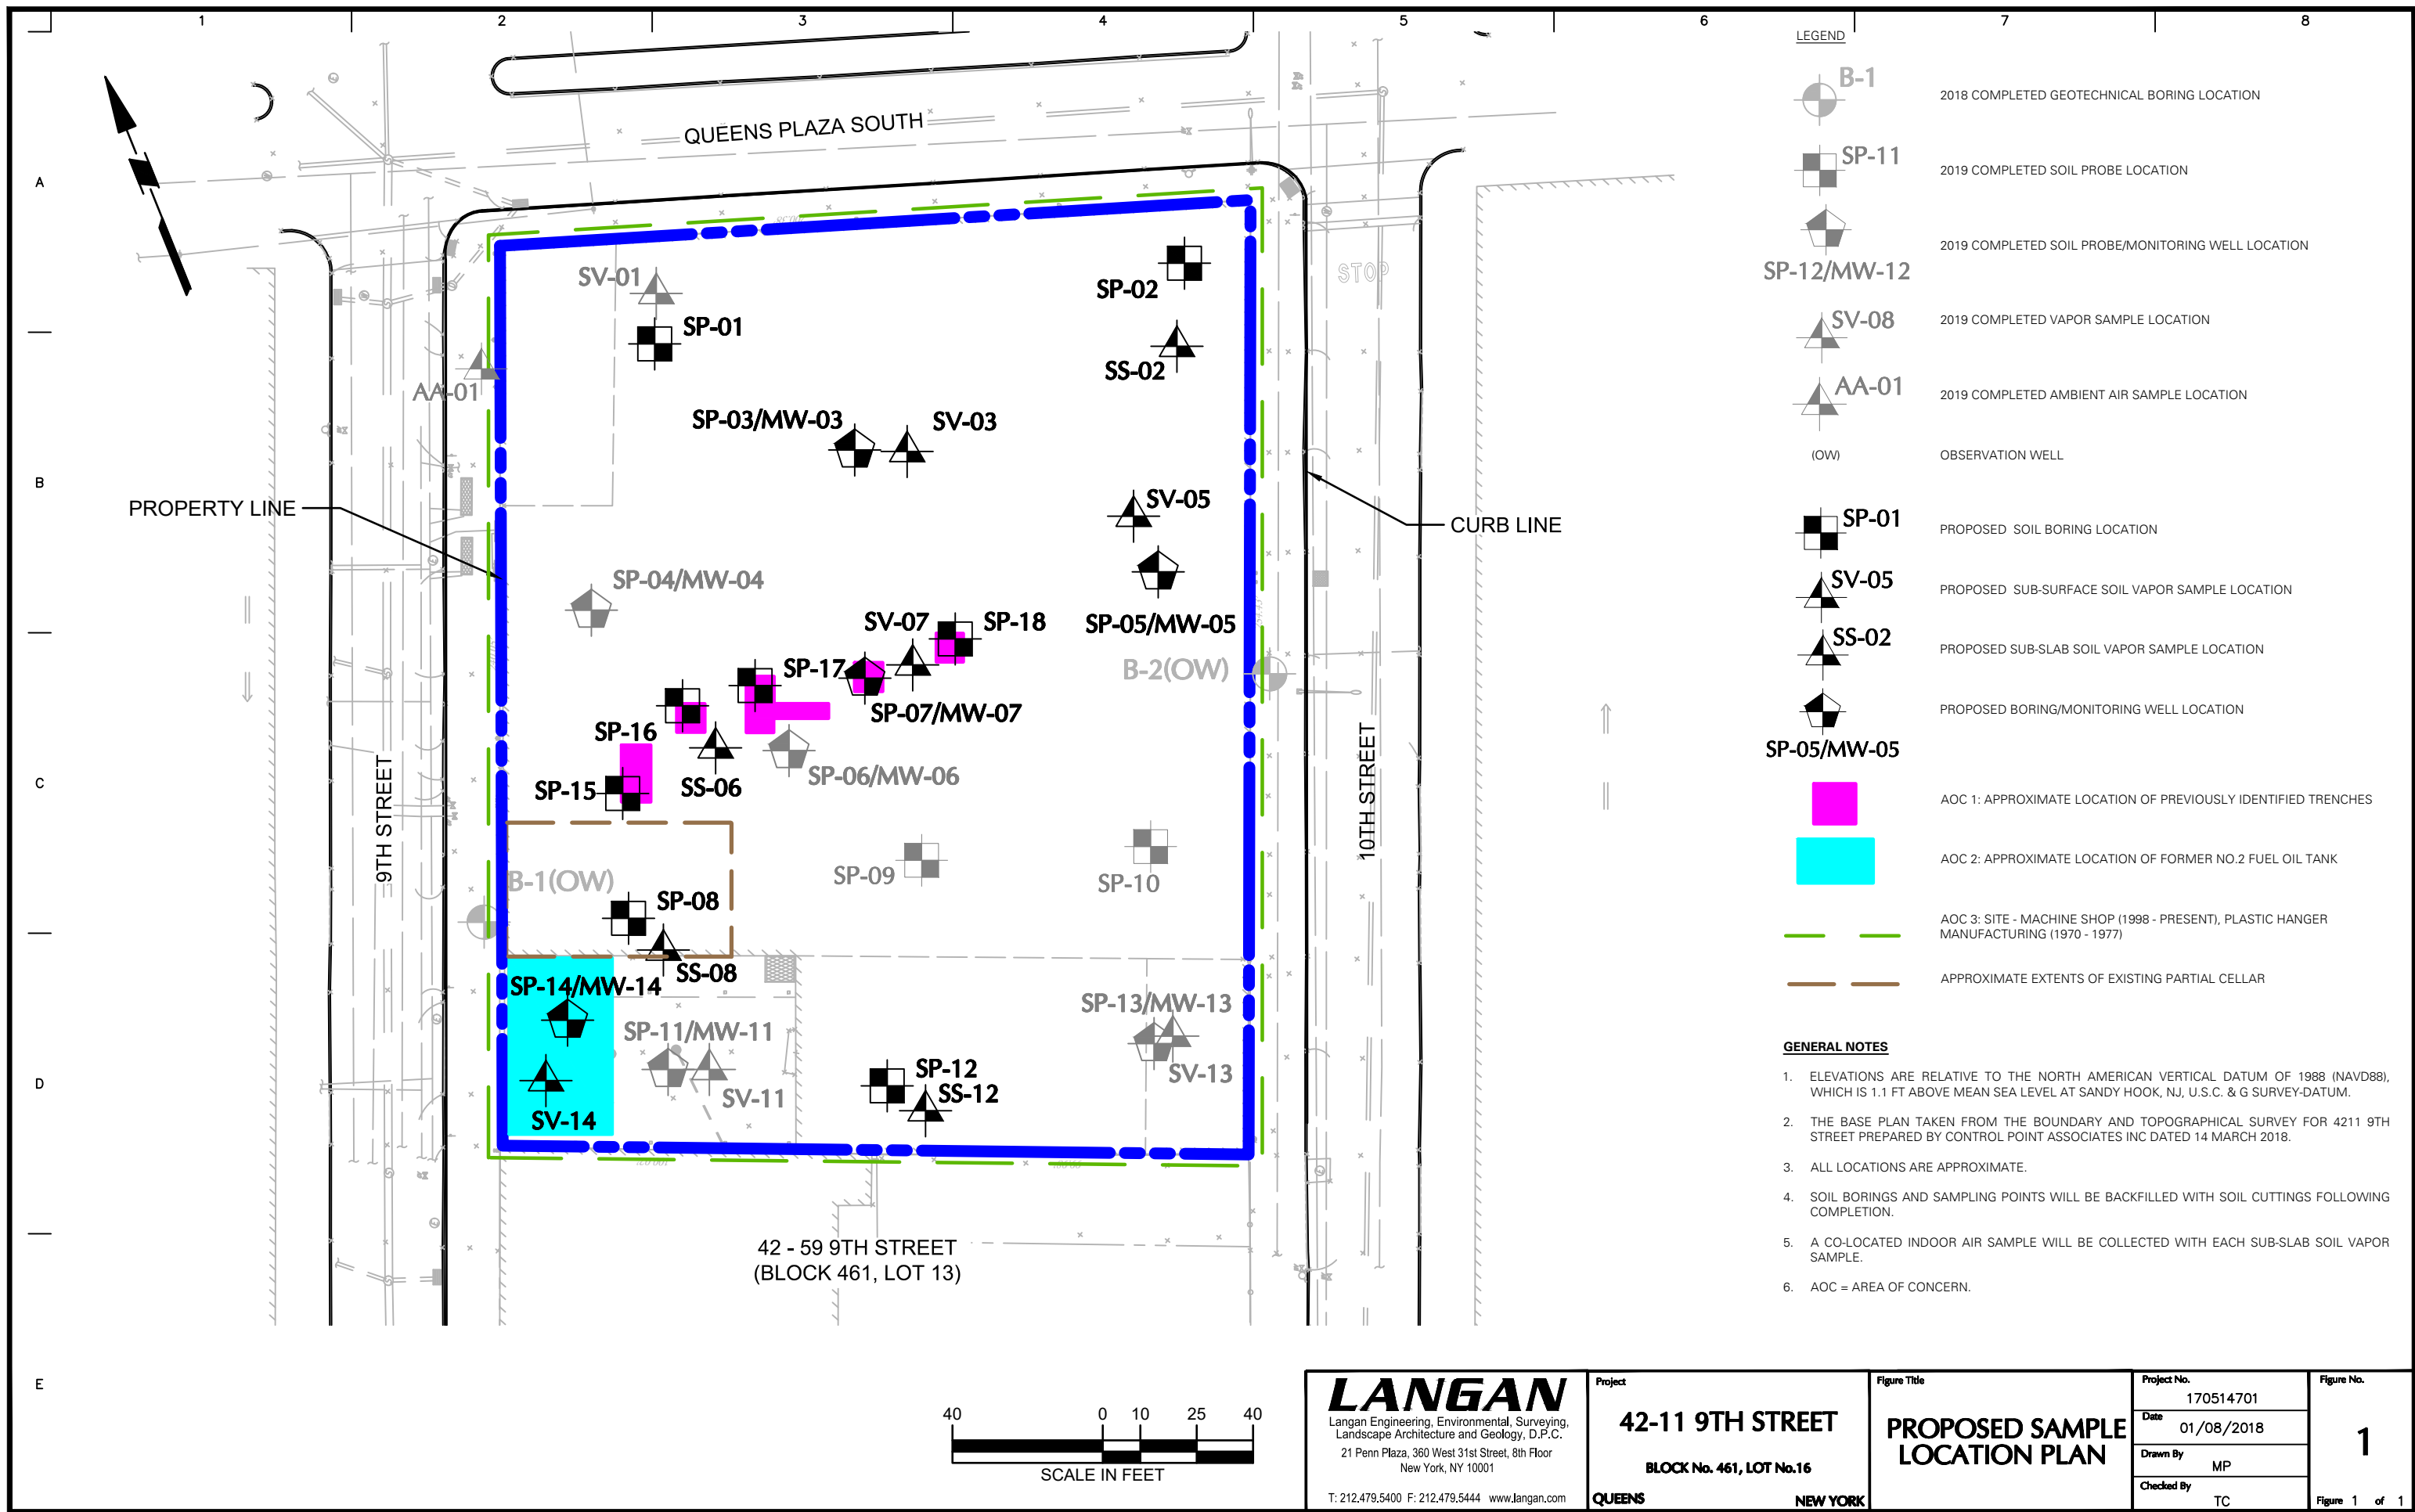 1 2 3 4 5 6 7 8
A
B
C
D
E
QUEENS PLAZA SOUTH
STOP
SV-01
SP-01
SP-02
SS-02
AA-01
SP-03/MW-03
SV-03
PROPERTY LINE
SV-05
CURB LINE
SP-04/MW-04
SV-07
SP-18
SP-05/MW-05
SP-17
B-2(OW)
SP-07/MW-07
SP-16
SP-06/MW-06
SP-15
SS-06
9TH STREET
10TH STREET
B-1(OW)
SP-09
SP-10
SP-08
SS-08
SP-14/MW-14
SP-11/MW-11
SP-13/MW-13
SV-14
SV-11
SP-12
SS-12
SV-13
42 - 59 9TH STREET
(BLOCK 461, LOT 13)
40 0 10 25 40
SCALE IN FEET
LEGEND
B-1
2018 COMPLETED GEOTECHNICAL BORING LOCATION
SP-11
2019 COMPLETED SOIL PROBE LOCATION
2019 COMPLETED SOIL PROBE/MONITORING WELL LOCATION
SP-12/MW-12
SV-08
2019 COMPLETED VAPOR SAMPLE LOCATION
AA-01
2019 COMPLETED AMBIENT AIR SAMPLE LOCATION
(OW) OBSERVATION WELL
SP-01
PROPOSED SOIL BORING LOCATION
SV-05
PROPOSED SUB-SURFACE SOIL VAPOR SAMPLE LOCATION
SS-02
PROPOSED SUB-SLAB SOIL VAPOR SAMPLE LOCATION
PROPOSED BORING/MONITORING WELL LOCATION
SP-05/MW-05
AOC 1: APPROXIMATE LOCATION OF PREVIOUSLY IDENTIFIED TRENCHES
AOC 2: APPROXIMATE LOCATION OF FORMER NO.2 FUEL OIL TANK
AOC 3: SITE - MACHINE SHOP (1998 - PRESENT), PLASTIC HANGER
MANUFACTURING (1970 - 1977)
APPROXIMATE EXTENTS OF EXISTING PARTIAL CELLAR
GENERAL NOTES
1. ELEVATIONS ARE RELATIVE TO THE NORTH AMERICAN VERTICAL DATUM OF 1988 (NAVD88),
WHICH IS 1.1 FT ABOVE MEAN SEA LEVEL AT SANDY HOOK, NJ, U.S.C. & G SURVEY-DATUM.
2. THE BASE PLAN TAKEN FROM THE BOUNDARY AND TOPOGRAPHICAL SURVEY FOR 4211 9TH
STREET PREPARED BY CONTROL POINT ASSOCIATES INC DATED 14 MARCH 2018.
3. ALL LOCATIONS ARE APPROXIMATE.
4. SOIL BORINGS AND SAMPLING POINTS WILL BE BACKFILLED WITH SOIL CUTTINGS FOLLOWING
COMPLETION.
5. A CO-LOCATED INDOOR AIR SAMPLE WILL BE COLLECTED WITH EACH SUB-SLAB SOIL VAPOR
SAMPLE.
6. AOC = AREA OF CONCERN.
LANGAN
Langan Engineering, Environmental, Surveying,
Landscape Architecture and Geology, D.P.C.
21 Penn Plaza, 360 West 31st Street, 8th Floor
New York, NY 10001
T: 212.479.5400 F: 212.479.5444 www.langan.com
Project
42-11 9TH STREET
BLOCK No. 461, LOT No.16
QUEENS NEW YORK
Figure Title
PROPOSED SAMPLE
LOCATION PLAN
Project No.
170514701
Date
01/08/2018
Drawn By
MP
Checked By
TC
Figure No.
1
Figure 1 of 1